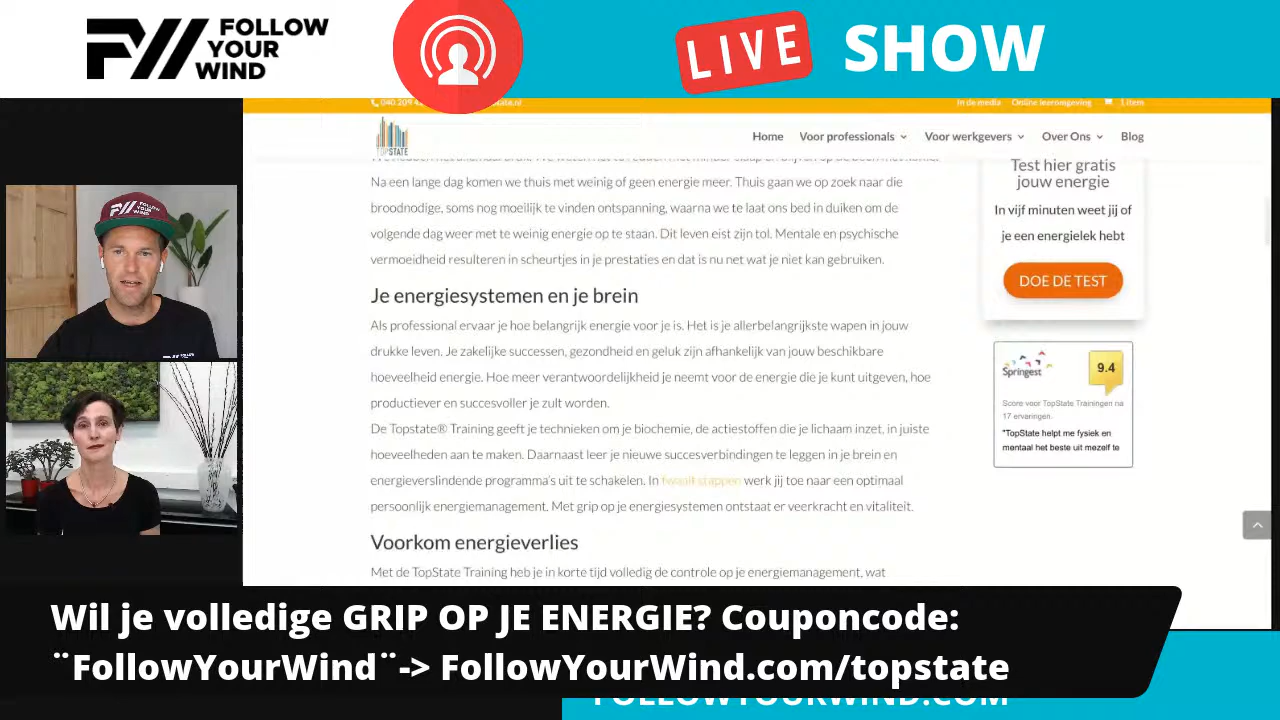 FOLLOW
YOUR
WIND
LIVE SHOW
In de media Online leeromgeving 1 item
TOPSTATE
Home Voor professionals Voor werkgevers Over Ons Blog
Na een lange dag komen we thuis met weinig of geen energie meer. Thuis gaan we op zoek naar die
broodnodige, soms nog moeilijk te vinden ontspanning, waarna we te laat ons bed in duiken om de
volgende dag weer met te weinig energie op te staan. Dit leven eist zijn tol. Mentale en psychische
vermoeidheid resulteren in scheurtjes in je prestaties en dat is nu net wat je niet kan gebruiken.
Je energiesystemen en je brein
Als professional ervaar je hoe belangrijk energie voor je is. Het is je allerbelangrijkste wapen in jouw
drukke leven. Je zakelijke successen, gezondheid en geluk zijn afhankelijk van jouw beschikbare
hoeveelheid energie. Hoe meer verantwoordelijkheid je neemt voor de energie die je kunt uitgeven, hoe
productiever en succesvoller je zult worden.
De Topstate® Training geeft je technieken om je biochemie, de actiestoffen die je lichaam inzet, in juiste
hoeveelheden aan te maken. Daarnaast leer je nieuwe succesverbindingen te leggen in je brein en
energieverslindende programma's uit te schakelen. In twaalf stappen werk jij toe naar een optimaal
persoonlijk energiemanagement. Met grip op je energiesystemen ontstaat er veerkracht en vitaliteit.
Voorkom energieverlies
Met de TopState Training heb je in korte tijd volledig de controle op je energiemanagement, wat
Test hier gratis
jouw energie
In vijf minuten weet jij of
je een energielek hebt
DOE DE TEST
Springest 9.4
Score voor TopState Trainingen na
17 ervaringen.
"TopState helpt me fysiek en
mentaal het beste uit mezelf te
FOLLOW
YOUR
WIND
Wil je volledige GRIP OP JE ENERGIE? Couponcode:
¨FollowYourWind¨-> FollowYourWind.com/topstate
FOLLOWYOURWIND.COM